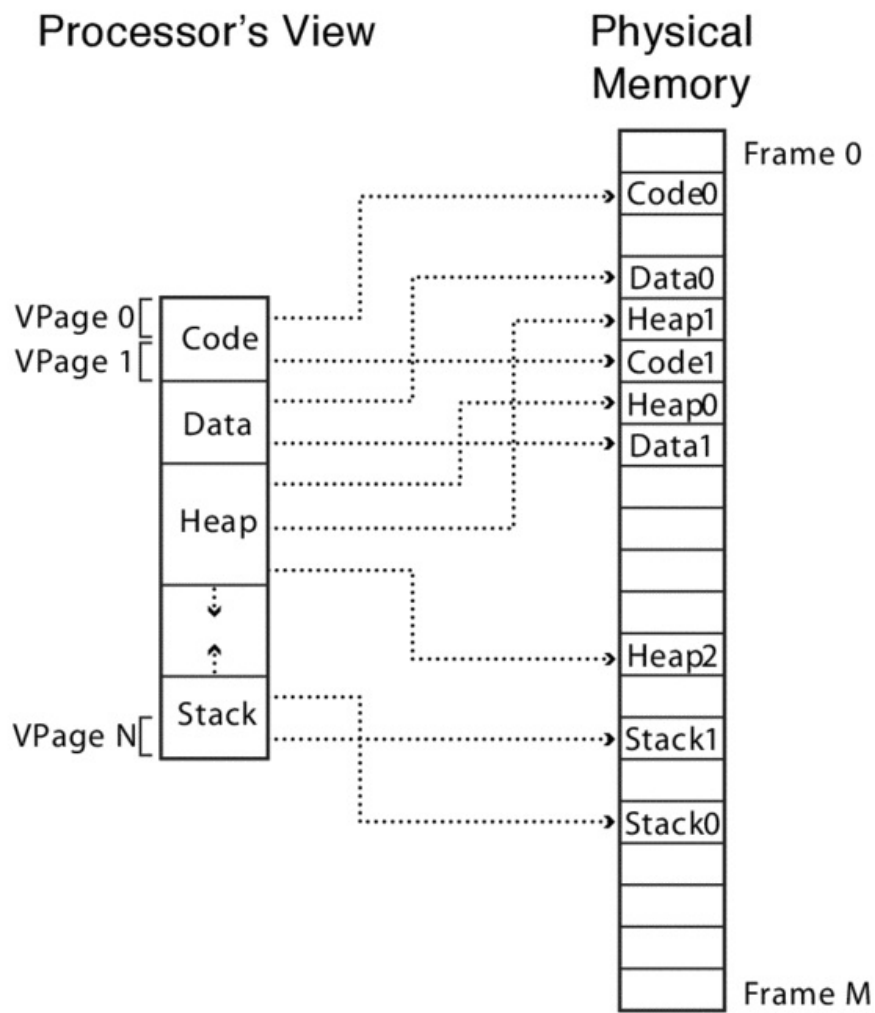 Processor's View
Physical
Memory
Frame 0
Code0
Data0
VPage 0
Heap1
Code
VPage 1
Code1
Heap0
Data
Data1
Heap
Heap2
Stack
VPage N
Stack1
Stack0
Frame M